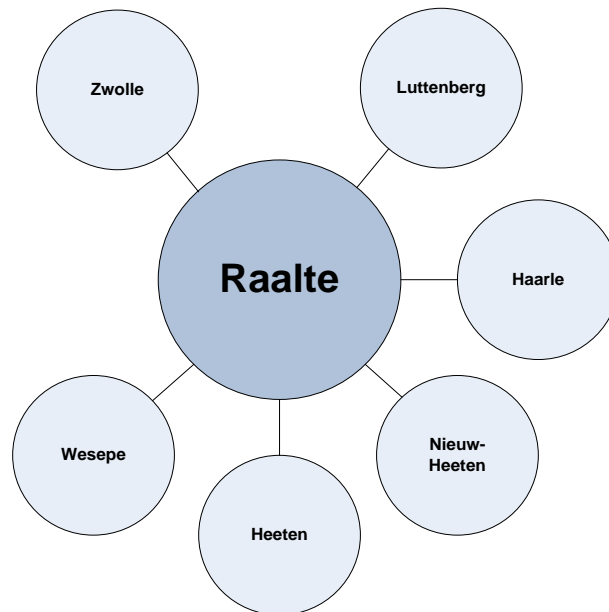 Zwolle
Luttenberg
Raalte
Haarle
Wesepe
Nieuw-
Heeten
Heeten